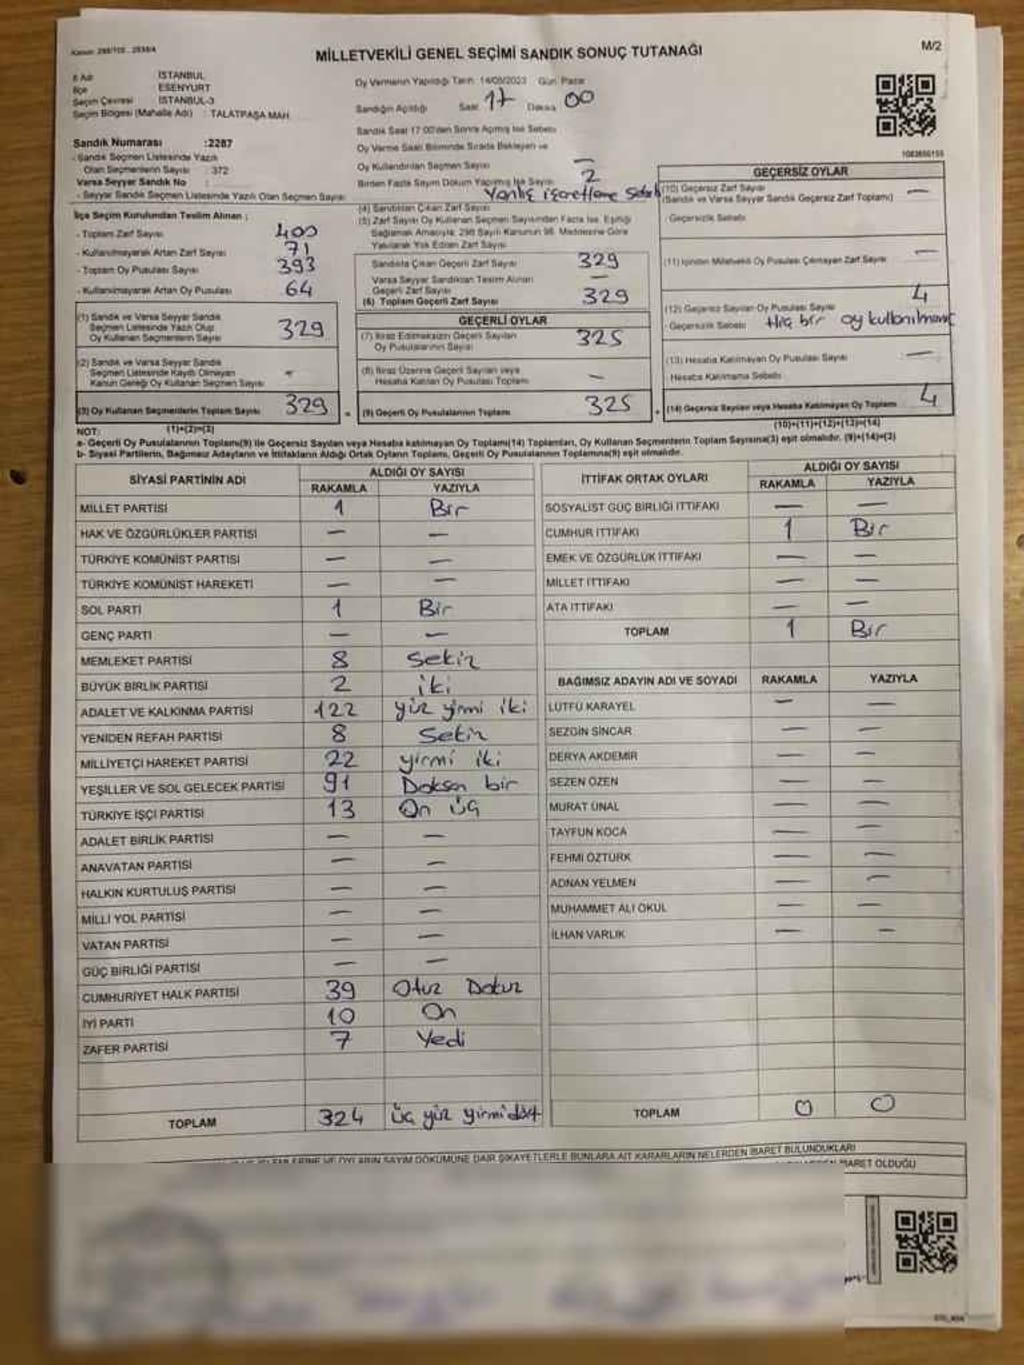 Kanun: 298/105 , 2839/4
MİLLETVEKİLİ GENEL SEÇİMİ SANDIK SONUÇ TUTANAĞI
M/2
İl Adı : İSTANBUL
İlçe : ESENYURT
Seçim Çevresi : İSTANBUL-3
Seçim Bölgesi (Mahalle Adı) : TALATPAŞA MAH.
Sandık Numarası :2287
- Sandık Seçmen Listesinde Yazılı
Olan Seçmenlerin Sayısı : 372
Varsa Seyyar Sandık No :
- Seyyar Sandık Seçmen Listesinde Yazılı Olan Seçmen Sayısı
Oy Vermenin Yapıldığı Tarih: 14/05/2023 Gün: Pazar
Sandığın Açıldığı Saat 17 Dakika 00
Sandık Saat 17:00'den Sonra Açılmış İse Sebebi
Oy Verme Saati Bitiminde Sırada Bekleyen ve
Oy Kullandırılan Seçmen Sayısı —
Birden Fazla Sayım Döküm Yapılmış İse Sayısı 2
Yanlış işaretleme
İlçe Seçim Kurulundan Teslim Alınan :
- Toplam Zarf Sayısı 400
- Kullanılmayarak Artan Zarf Sayısı 71
- Toplam Oy Pusulası Sayısı 393
- Kullanılmayarak Artan Oy Pusulası 64
(1) Sandık ve Varsa Seyyar Sandık
Seçmen Listesinde Yazılı Olup
Oy Kullanan Seçmenlerin Sayısı 329
(2) Sandık ve Varsa Seyyar Sandık
Seçmen Listesinde Kayıtlı Olmayan
Kanun Gereği Oy Kullanan Seçmen Sayısı -
(3) Oy Kullanan Seçmenlerin Toplam Sayısı 329
(1)+(2)=(3)
(4) Sandıktan Çıkan Zarf Sayısı
(5) Zarf Sayısı Oy Kullanan Seçmen Sayısından Fazla İse, Eşitliği
Sağlamak Amacıyla, 298 Sayılı Kanunun 98. Maddesine Göre
Yakılarak Yok Edilen Zarf Sayısı
Sandıkta Çıkan Geçerli Zarf Sayısı 329
Varsa Seyyar Sandıktan Teslim Alınan
Geçerli Zarf Sayısı —
(6) Toplam Geçerli Zarf Sayısı 329
GEÇERLİ OYLAR
(7) İtiraz Edilmeksizin Geçerli Sayılan
Oy Pusulalarının Sayısı 325
(8) İtiraz Üzerine Geçerli Sayılan veya
Hesaba Katılan Oy Pusulası Toplamı —
(9) Geçerli Oy Pusulalarının Toplamı 325
1083650155
GEÇERSİZ OYLAR
(10) Geçersiz Zarf Sayısı
(Sandık ve Varsa Seyyar Sandık Geçersiz Zarf Toplamı) —
- Geçersizlik Sebebi
(11) İçinden Milletvekili Oy Pusulası Çıkmayan Zarf Sayısı —
(12) Geçersiz Sayılan Oy Pusulası Sayısı 4
- Geçersizlik Sebebi Hiç bir oy kullanılmamış
(13) Hesaba Katılmayan Oy Pusulası Sayısı —
- Hesaba Katılmama Sebebi
(14) Geçersiz Sayılan veya Hesaba Katılmayan Oy Toplamı 4
(10)+(11)+(12)+(13)=(14)
NOT:
a- Geçerli Oy Pusulalarının Toplamı(9) ile Geçersiz Sayılan veya Hesaba katılmayan Oy Toplamı(14) Toplamları, Oy Kullanan Seçmenlerin Toplam Sayısına(3) eşit olmalıdır. (9)+(14)=(3)
b- Siyasi Partilerin, Bağımsız Adayların ve İttifakların Aldığı Ortak Oyların Toplamı, Geçerli Oy Pusulalarının Toplamına(9) eşit olmalıdır.
SİYASİ PARTİNİN ADI ALDIĞI OY SAYISI
RAKAMLA YAZIYLA
MİLLET PARTİSİ 1 Bir
HAK VE ÖZGÜRLÜKLER PARTİSİ — —
TÜRKİYE KOMÜNİST PARTİSİ — —
TÜRKİYE KOMÜNİST HAREKETİ — —
SOL PARTİ 1 Bir
GENÇ PARTİ — —
MEMLEKET PARTİSİ 8 Sekiz
BÜYÜK BİRLİK PARTİSİ 2 iki
ADALET VE KALKINMA PARTİSİ 122 yüz yirmi iki
YENİDEN REFAH PARTİSİ 8 Sekiz
MİLLİYETÇİ HAREKET PARTİSİ 22 yirmi iki
YEŞİLLER VE SOL GELECEK PARTİSİ 91 Doksan bir
TÜRKİYE İŞÇİ PARTİSİ 13 On üç
ADALET BİRLİK PARTİSİ — —
ANAVATAN PARTİSİ — —
HALKIN KURTULUŞ PARTİSİ — —
MİLLİ YOL PARTİSİ — —
VATAN PARTİSİ — —
GÜÇ BİRLİĞİ PARTİSİ — —
CUMHURİYET HALK PARTİSİ 39 Otuz Dokuz
İYİ PARTİ 10 On
ZAFER PARTİSİ 7 Yedi
TOPLAM 324 üç yüz yirmi dört
İTTİFAK ORTAK OYLARI ALDIĞI OY SAYISI
RAKAMLA YAZIYLA
SOSYALİST GÜÇ BİRLİĞİ İTTİFAKI — —
CUMHUR İTTİFAKI 1 Bir
EMEK VE ÖZGÜRLÜK İTTİFAKI — —
MİLLET İTTİFAKI — —
ATA İTTİFAKI — —
TOPLAM 1 Bir
BAĞIMSIZ ADAYIN ADI VE SOYADI RAKAMLA YAZIYLA
LÜTFÜ KARAYEL — —
SEZGİN SİNCAR — —
DERYA AKDEMİR — —
SEZEN ÖZEN — —
MURAT ÜNAL — —
TAYFUN KOCA — —
FEHMİ ÖZTÜRK — —
ADNAN YELMEN — —
MUHAMMET ALİ OKUL — —
İLHAN VARLIK — —
TOPLAM 0 0
OYLARIN SAYIM DÖKÜMÜNE DAİR ŞİKAYETLERLE BUNLARA AİT KARARLARIN NELERDEN İBARET BULUNDUKLARI
İBARET OLDUĞU